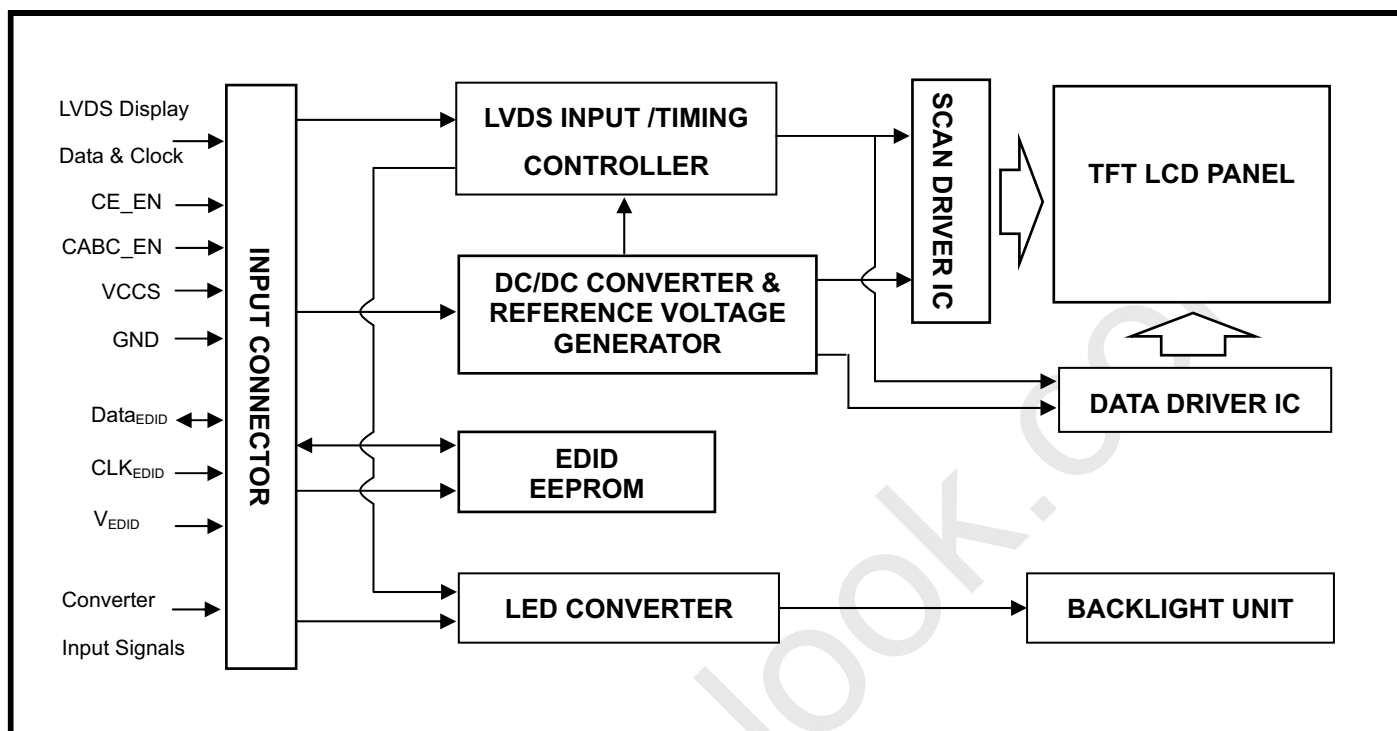 LVDS Display
Data & Clock
CE_EN
CABC_EN
VCCS
GND
DataEDID
CLKEDID
VEDID
Converter
Input Signals
INPUT CONNECTOR
LVDS INPUT /TIMING
CONTROLLER
DC/DC CONVERTER &
REFERENCE VOLTAGE
GENERATOR
EDID
EEPROM
LED CONVERTER
SCAN DRIVER IC
TFT LCD PANEL
DATA DRIVER IC
BACKLIGHT UNIT